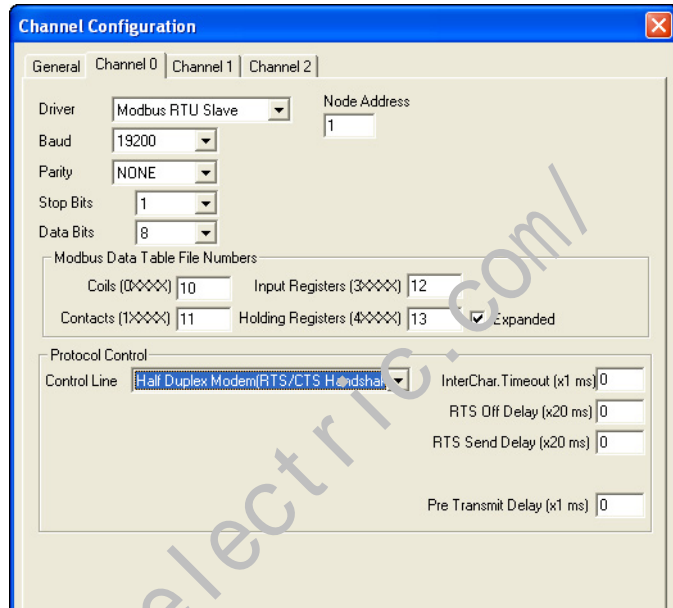 Channel Configuration
General Channel 0 Channel 1 Channel 2
Driver Modbus RTU Slave Node Address
1
Baud 19200
Parity NONE
Stop Bits 1
Data Bits 8
Modbus Data Table File Numbers
Coils (0XXXX) 10 Input Registers (3XXXX) 12
Contacts (1XXXX) 11 Holding Registers (4XXXX) 13 Expanded
Protocol Control
Control Line Half Duplex Modem(RTS/CTS Handshak InterChar.Timeout (x1 ms) 0
RTS Off Delay (x20 ms) 0
RTS Send Delay (x20 ms) 0
Pre Transmit Delay (x1 ms) 0
electric.com/